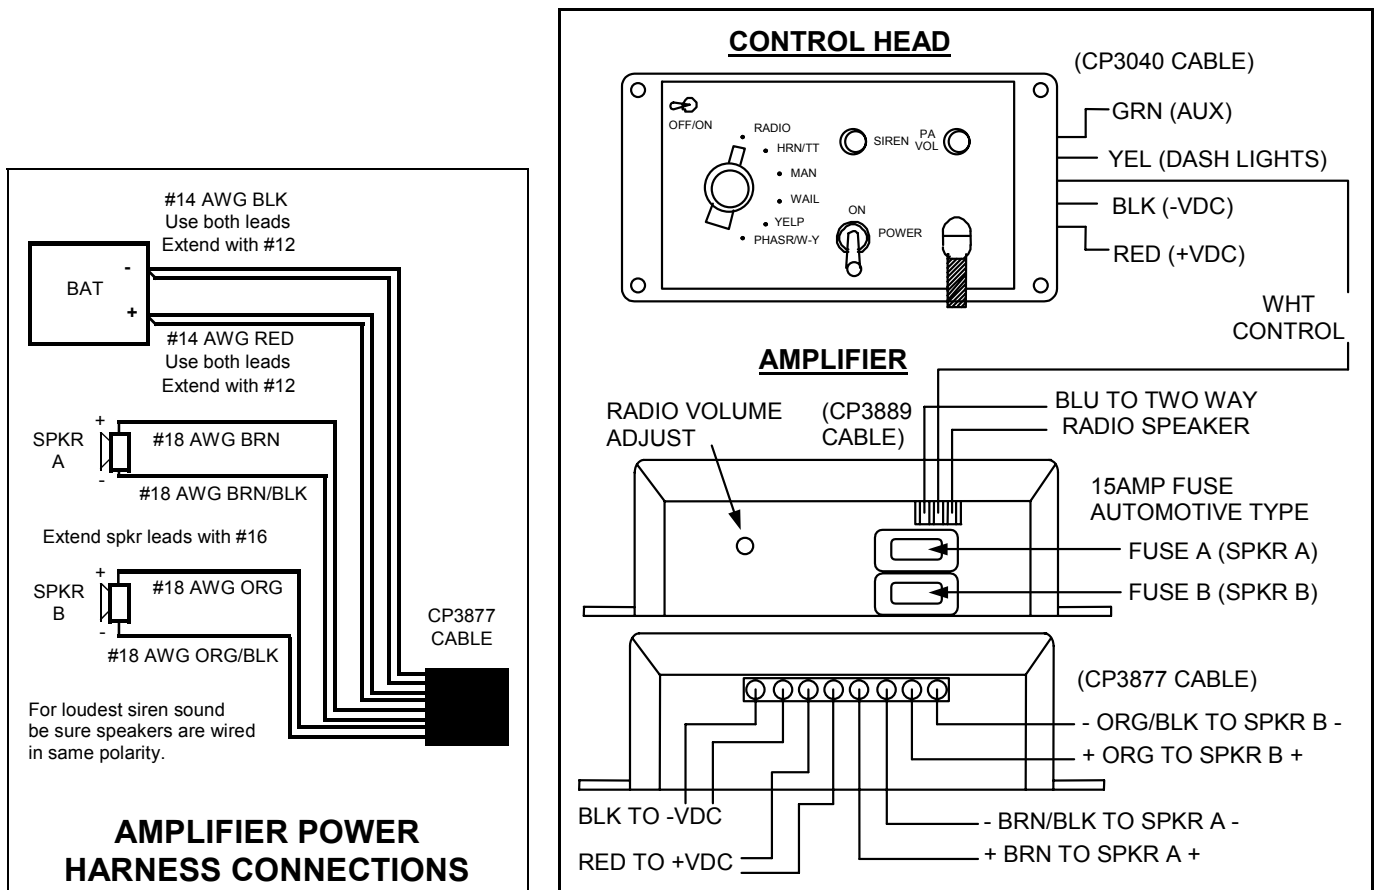 #14 AWG BLK
Use both leads
Extend with #12
-
BAT
+
#14 AWG RED
Use both leads
Extend with #12
+
SPKR
A
#18 AWG BRN
-
#18 AWG BRN/BLK
Extend spkr leads with #16
+
SPKR
B
#18 AWG ORG
-
#18 AWG ORG/BLK
CP3877
CABLE
For loudest siren sound
be sure speakers are wired
in same polarity.
AMPLIFIER POWER
HARNESS CONNECTIONS
CONTROL HEAD
(CP3040 CABLE)
OFF/ON
RADIO
HRN/TT
MAN
WAIL
YELP
PHASR/W-Y
SIREN
PA
VOL
ON
POWER
GRN (AUX)
YEL (DASH LIGHTS)
BLK (-VDC)
RED (+VDC)
WHT
CONTROL
AMPLIFIER
RADIO VOLUME
ADJUST
(CP3889
CABLE)
BLU TO TWO WAY
RADIO SPEAKER
15AMP FUSE
AUTOMOTIVE TYPE
FUSE A (SPKR A)
FUSE B (SPKR B)
(CP3877 CABLE)
- ORG/BLK TO SPKR B -
+ ORG TO SPKR B +
BLK TO -VDC
- BRN/BLK TO SPKR A -
+ BRN TO SPKR A +
RED TO +VDC